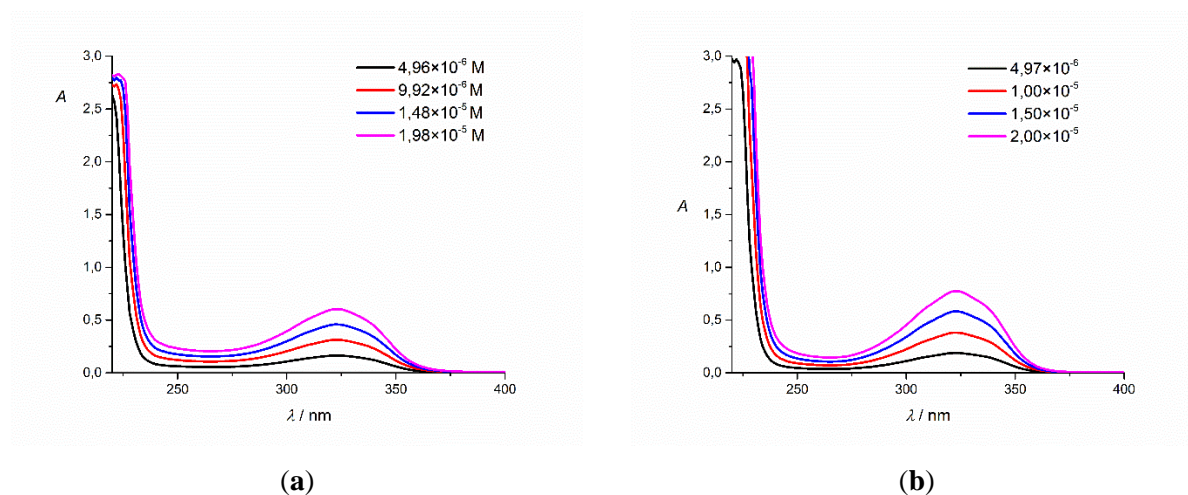 3,0
2,5
2,0
1,5
1,0
0,5
0,0
A
4,96×10⁻⁶ M
9,92×10⁻⁶ M
1,48×10⁻⁵ M
1,98×10⁻⁵ M
250 300 350 400
λ / nm
(a)
3,0
2,5
2,0
1,5
1,0
0,5
0,0
A
4,97×10⁻⁶
1,00×10⁻⁵
1,50×10⁻⁵
2,00×10⁻⁵
250 300 350 400
λ / nm
(b)